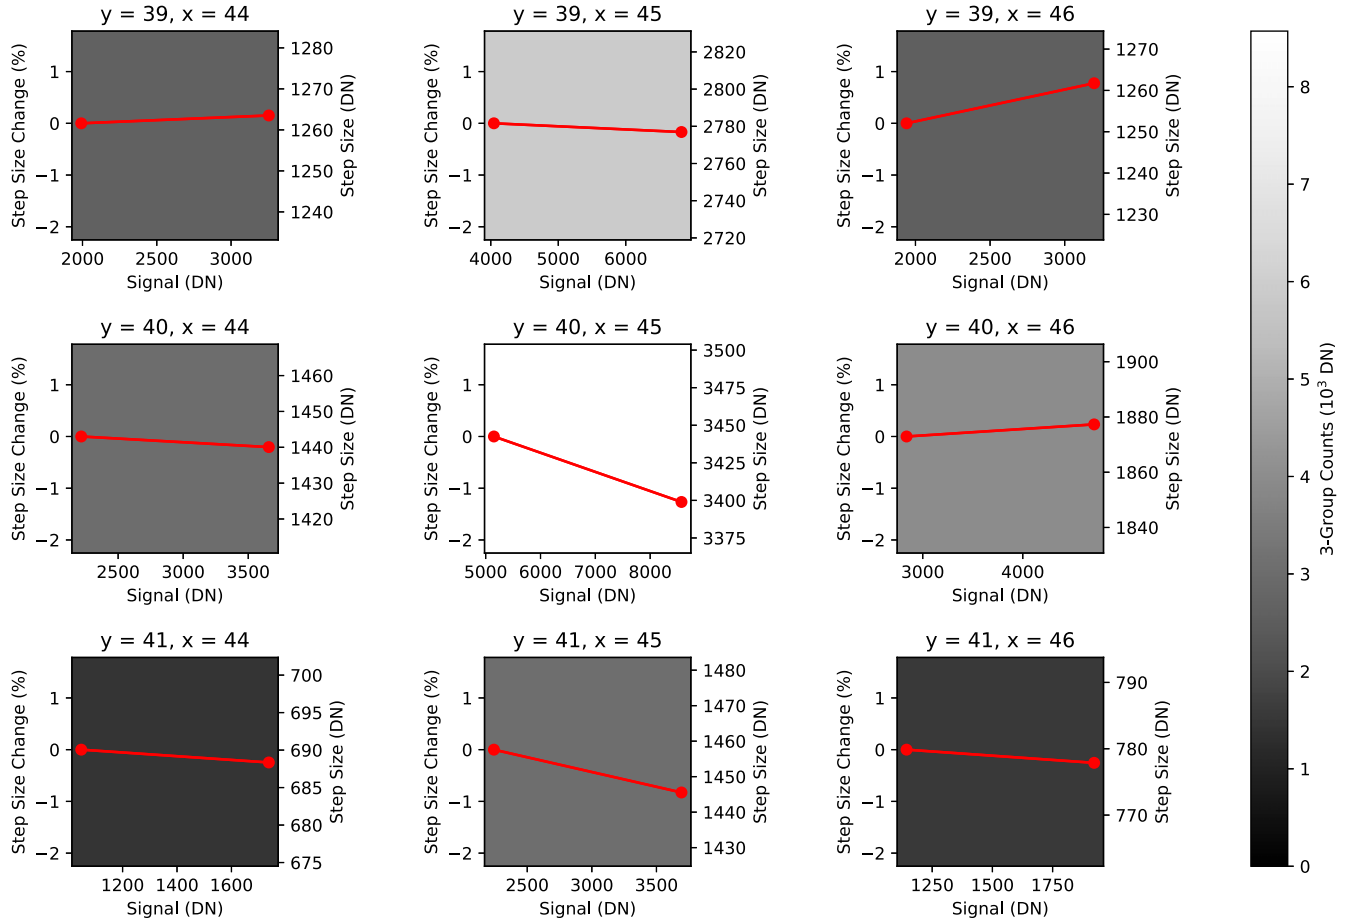 y = 39, x = 44
Step Size Change (%)
1
0
−1
−2
2000 3000
Signal (DN)
1280
1270
1260
1250
1240
Step Size (DN)
y = 39, x = 45
Step Size Change (%)
1
0
−1
−2
4000 5000 6000
Signal (DN)
2820
2800
2780
2760
2740
2720
Step Size (DN)
y = 39, x = 46
Step Size Change (%)
1
0
−1
−2
2000 2500 3000
Signal (DN)
1270
1260
1250
1240
1230
Step Size (DN)
y = 40, x = 44
Step Size Change (%)
1
0
−1
−2
2500 3000 3500
Signal (DN)
1460
1450
1440
1430
1420
Step Size (DN)
y = 40, x = 45
Step Size Change (%)
1
0
−1
−2
5000 6000 7000 8000
Signal (DN)
3500
3475
3450
3425
3400
3375
Step Size (DN)
y = 40, x = 46
Step Size Change (%)
1
0
−1
−2
3000 4000
Signal (DN)
1900
1880
1860
1840
Step Size (DN)
y = 41, x = 44
Step Size Change (%)
1
0
−1
−2
1200 1400 1600
Signal (DN)
700
695
690
685
680
675
Step Size (DN)
y = 41, x = 45
Step Size Change (%)
1
0
−1
−2
2500 3000 3500
Signal (DN)
1480
1470
1460
1450
1440
1430
Step Size (DN)
y = 41, x = 46
Step Size Change (%)
1
0
−1
−2
1250 1500 1750
Signal (DN)
790
780
770
Step Size (DN)
8
7
6
5
4
3
2
1
0
3-Group Counts (10³ DN)